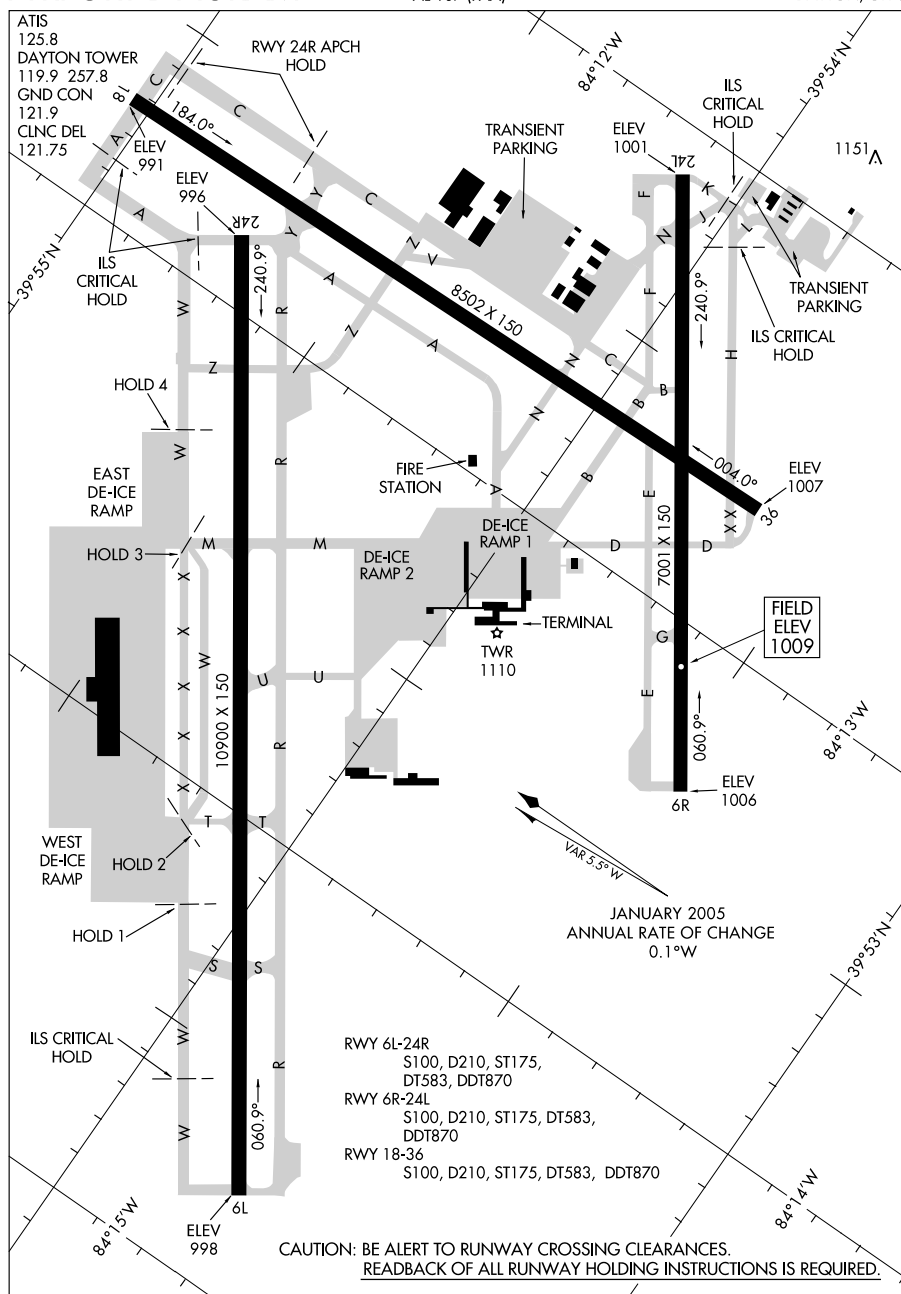 ATIS
125.8
DAYTON TOWER
119.9 257.8
GND CON
121.9
CLNC DEL
121.75
RWY 24R APCH
HOLD
84°12'W
39°54'N
ILS
CRITICAL
HOLD
1151
18
C
C
184.0°
A
ELEV
991
TRANSIENT
PARKING
ELEV
1001
24L
K
F
J
L
N
ELEV
996
24R
Y
C
Y
Z
A
ILS
CRITICAL
HOLD
39°55'N
240.9°
W
R
A
Z
V
8502 X 150
F
240.9°
TRANSIENT
PARKING
ILS CRITICAL
HOLD
Z
Z
A
N
C
H
HOLD 4
N
B
B
W
R
FIRE
STATION
A
B
004.0°
ELEV
1007
36
EAST
DE-ICE
RAMP
E
X
X
HOLD 3
M
M
DE-ICE
RAMP 2
DE-ICE
RAMP 1
D
D
7001 X 150
X
X
W
X
X
X
TERMINAL
TWR
1110
FIELD
ELEV
1009
G
U
U
E
10900 X 150
R
060.9°
84°13'W
6R
ELEV
1006
T
T
WEST
DE-ICE
RAMP
HOLD 2
VAR 5.5° W
HOLD 1
JANUARY 2005
ANNUAL RATE OF CHANGE
0.1°W
39°53'N
S
S
W
ILS CRITICAL
HOLD
R
W
060.9°
RWY 6L-24R
S100, D210, ST175,
DT583, DDT870
RWY 6R-24L
S100, D210, ST175, DT583,
DDT870
RWY 18-36
S100, D210, ST175, DT583, DDT870
6L
ELEV
998
84°15'W
84°14'W
CAUTION: BE ALERT TO RUNWAY CROSSING CLEARANCES.
READBACK OF ALL RUNWAY HOLDING INSTRUCTIONS IS REQUIRED.